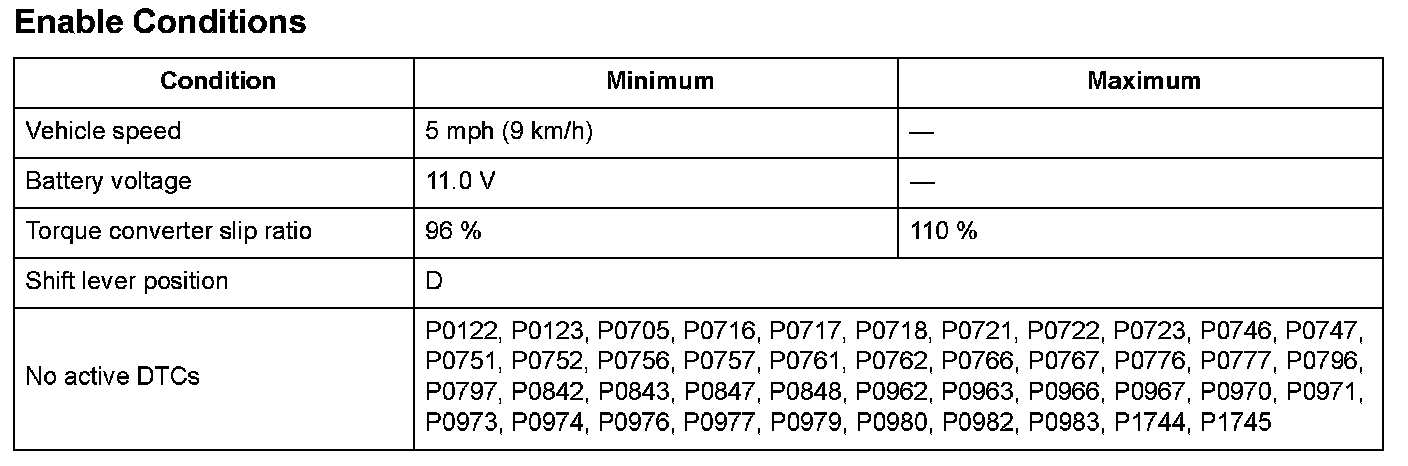 Enable Conditions
Condition Minimum Maximum
Vehicle speed 5 mph (9 km/h) —
Battery voltage 11.0 V —
Torque converter slip ratio 96 % 110 %
Shift lever position D
No active DTCs
P0122, P0123, P0705, P0716, P0717, P0718, P0721, P0722, P0723, P0746, P0747,
P0751, P0752, P0756, P0757, P0761, P0762, P0766, P0767, P0776, P0777, P0796,
P0797, P0842, P0843, P0847, P0848, P0962, P0963, P0966, P0967, P0970, P0971,
P0973, P0974, P0976, P0977, P0979, P0980, P0982, P0983, P1744, P1745